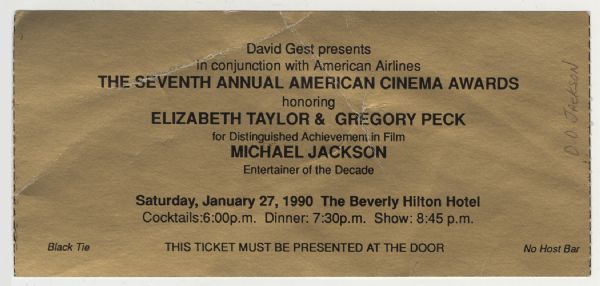 David Gest presents
in conjunction with American Airlines
THE SEVENTH ANNUAL AMERICAN CINEMA AWARDS
honoring
ELIZABETH TAYLOR & GREGORY PECK
for Distinguished Achievement in Film
MICHAEL JACKSON
Entertainer of the Decade
Saturday, January 27, 1990 The Beverly Hilton Hotel
Cocktails:6:00p.m. Dinner: 7:30p.m. Show: 8:45 p.m.
Black Tie THIS TICKET MUST BE PRESENTED AT THE DOOR No Host Bar
JACKSON